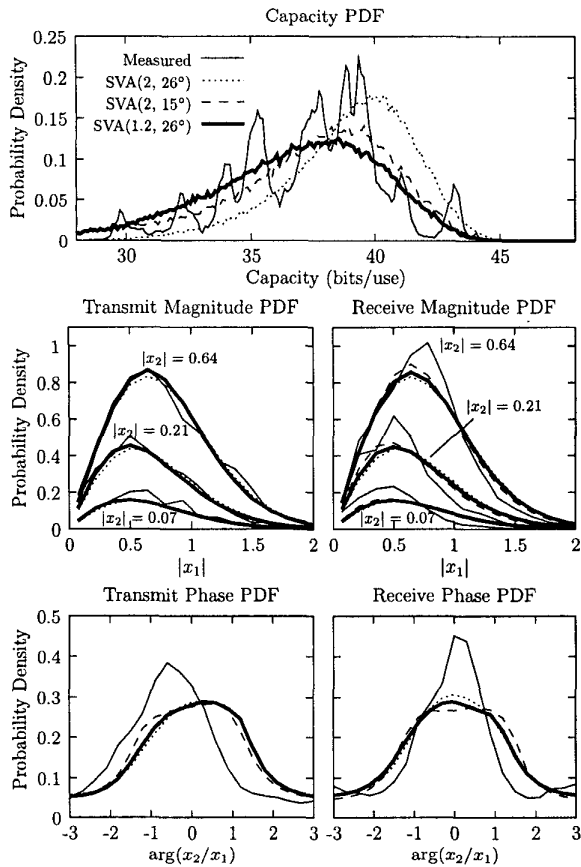 Capacity PDF
0.25
0.2
0.15
0.1
0.05
0
Probability Density
Measured
SVA(2, 26°)
SVA(2, 15°)
SVA(1.2, 26°)
30 35 40 45
Capacity (bits/use)
Transmit Magnitude PDF
Receive Magnitude PDF
Probability Density
1
0.8
0.6
0.4
0.2
0
|x₂| = 0.64
|x₂| = 0.21
|x₂| = 0.07
0 0.5 1 1.5 2
|x₁|
|x₂| = 0.64
|x₂| = 0.21
|x₂| = 0.07
0 0.5 1 1.5 2
|x₁|
Transmit Phase PDF
Receive Phase PDF
Probability Density
0.5
0.4
0.3
0.2
0.1
0
-3 -2 -1 0 1 2 3
arg(x₂/x₁)
-3 -2 -1 0 1 2 3
arg(x₂/x₁)